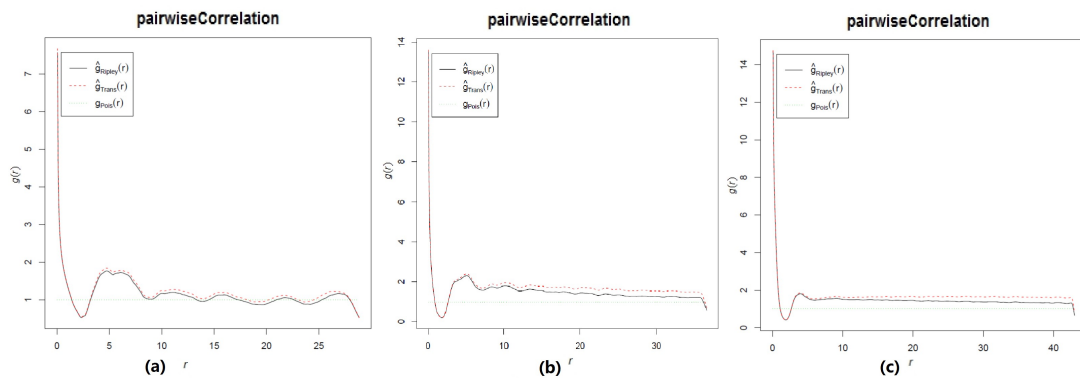 pairwiseCorrelation
ĝRipley(r)
ĝTrans(r)
gPois(r)
g(r)
7
6
5
4
3
2
1
0 5 10 15 20 25
r
(a)
pairwiseCorrelation
ĝRipley(r)
ĝTrans(r)
gPois(r)
g(r)
14
12
10
8
6
4
2
0
0 10 20 30
r
(b)
pairwiseCorrelation
ĝRipley(r)
ĝTrans(r)
gPois(r)
g(r)
14
12
10
8
6
4
2
0
0 10 20 30 40
r
(c)